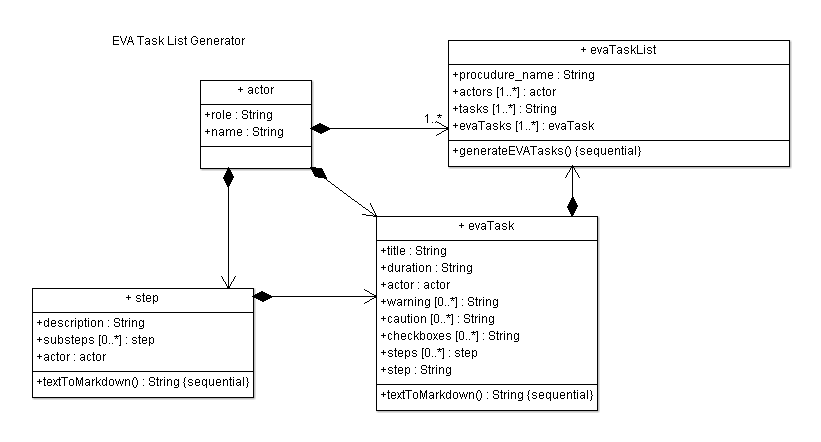 EVA Task List Generator
+ actor
+role : String
+name : String
1..*
+ evaTaskList
+procudure_name : String
+actors [1..*] : actor
+tasks [1..*] : String
+evaTasks [1..*] : evaTask
+generateEVATasks() {sequential}
+ evaTask
+title : String
+duration : String
+actor : actor
+warning [0..*] : String
+caution [0..*] : String
+checkboxes [0..*] : String
+steps [0..*] : step
+step : String
+textToMarkdown() : String {sequential}
+ step
+description : String
+substeps [0..*] : step
+actor : actor
+textToMarkdown() : String {sequential}